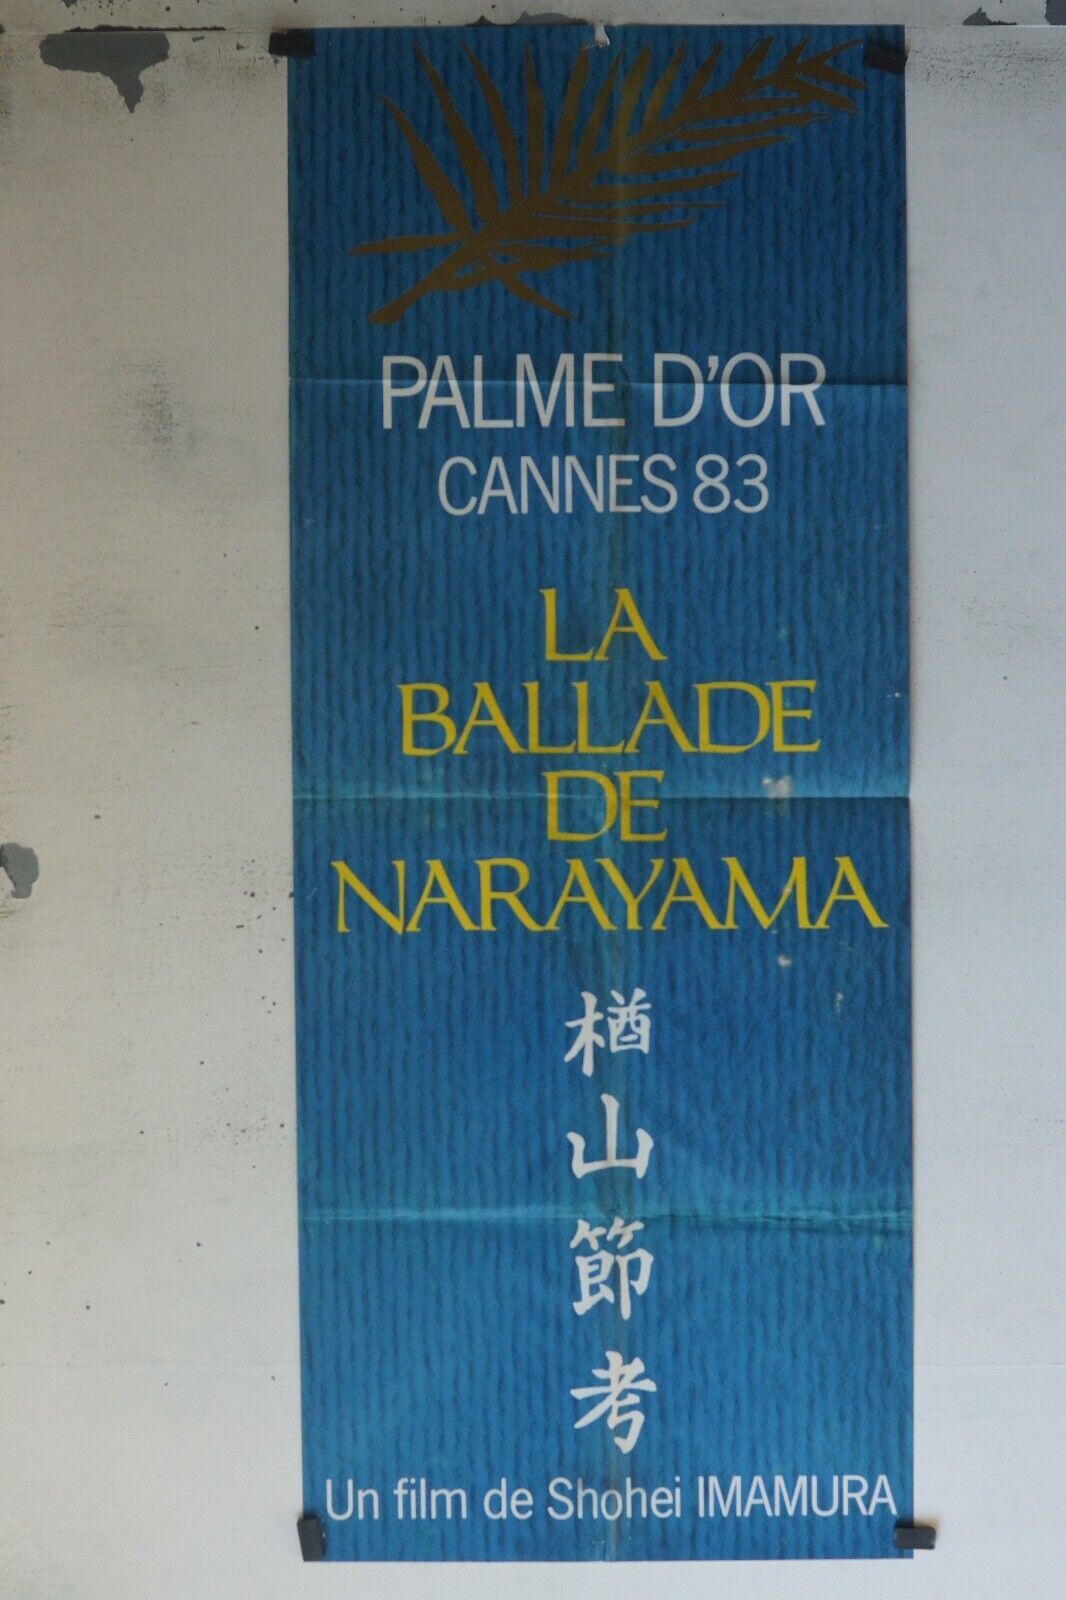 PALME D'OR
CANNES 83
LA
BALLADE
DE
NARAYAMA
楢山節考
Un film de Shohei IMAMURA